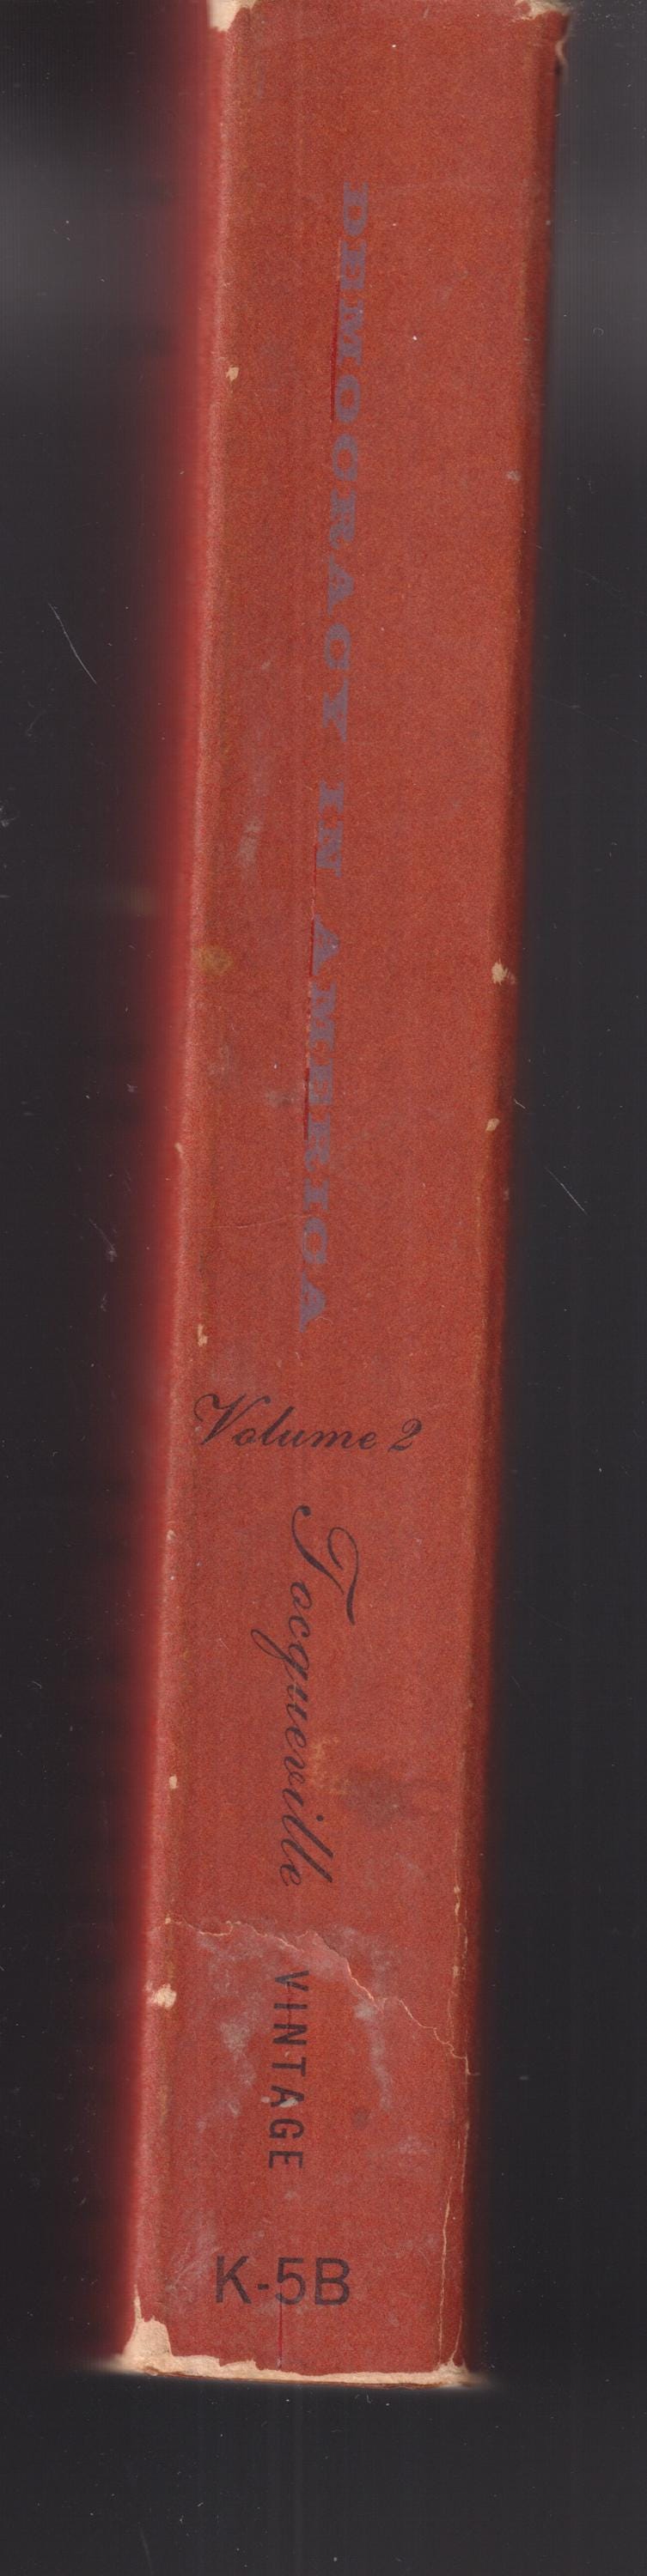 DEMOCRACY IN AMERICA
Volume 2
Tocqueville
VINTAGE
K-5B